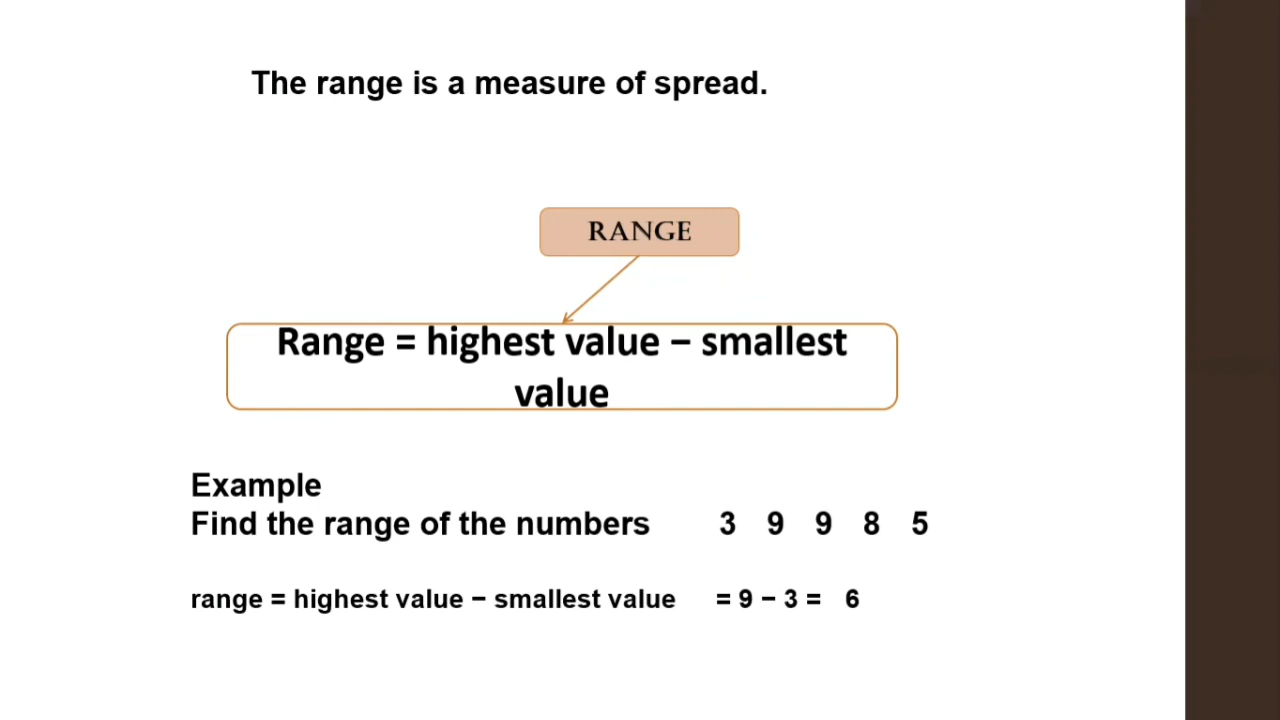 The range is a measure of spread.
RANGE
Range = highest value − smallest
value
Example
Find the range of the numbers 3 9 9 8 5
range = highest value − smallest value = 9 − 3 = 6